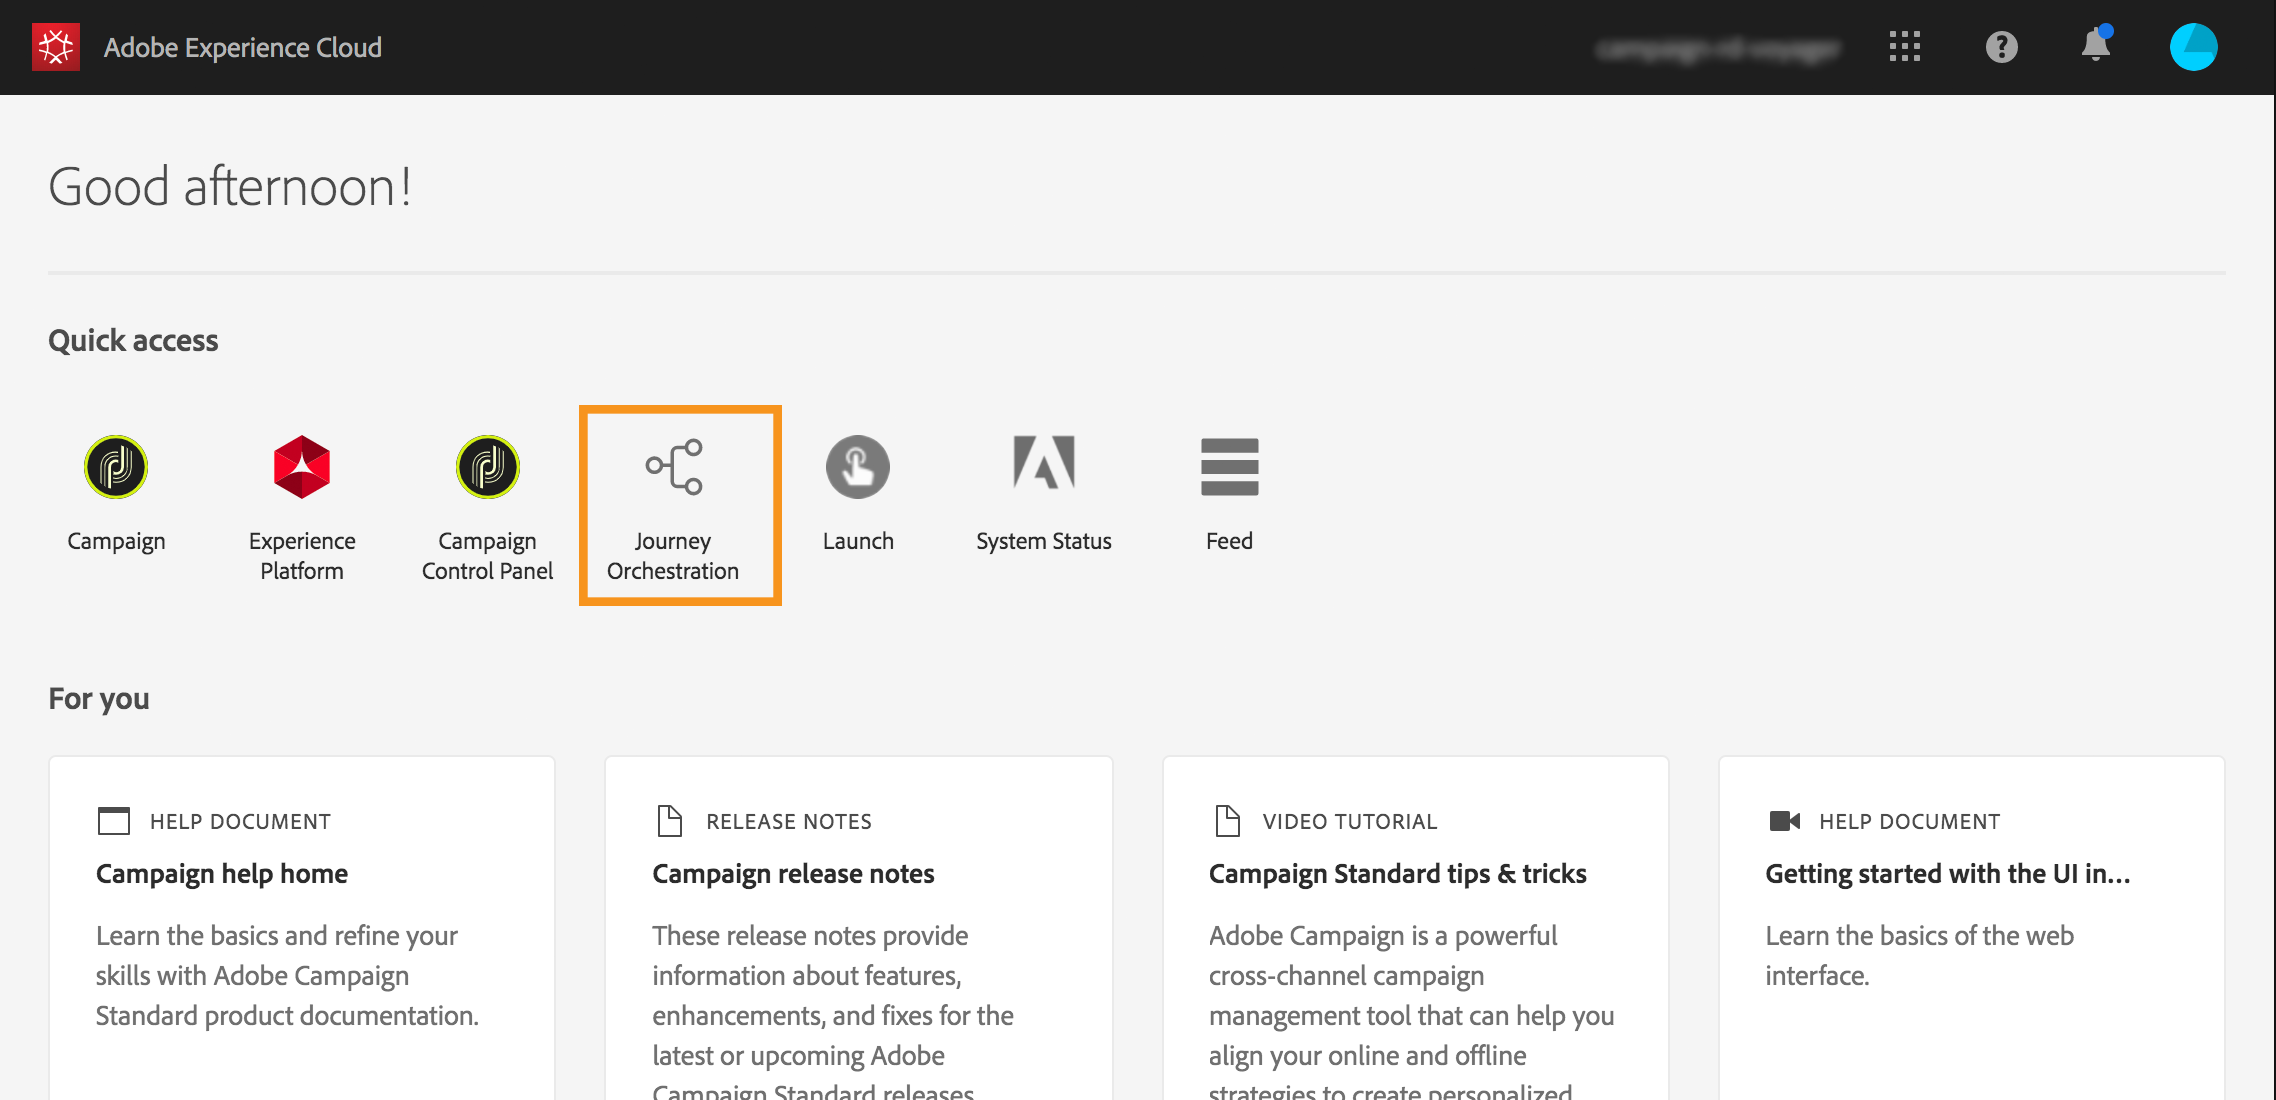 Adobe Experience Cloud
Good afternoon!
Quick access
Campaign
Experience
Platform
Campaign
Control Panel
Journey
Orchestration
Launch
System Status
Feed
For you
HELP DOCUMENT
Campaign help home
Learn the basics and refine your
skills with Adobe Campaign
Standard product documentation.
RELEASE NOTES
Campaign release notes
These release notes provide
information about features,
enhancements, and fixes for the
latest or upcoming Adobe
Campaign Standard releases
VIDEO TUTORIAL
Campaign Standard tips & tricks
Adobe Campaign is a powerful
cross-channel campaign
management tool that can help you
align your online and offline
strategies to create personalized
HELP DOCUMENT
Getting started with the UI in...
Learn the basics of the web
interface.